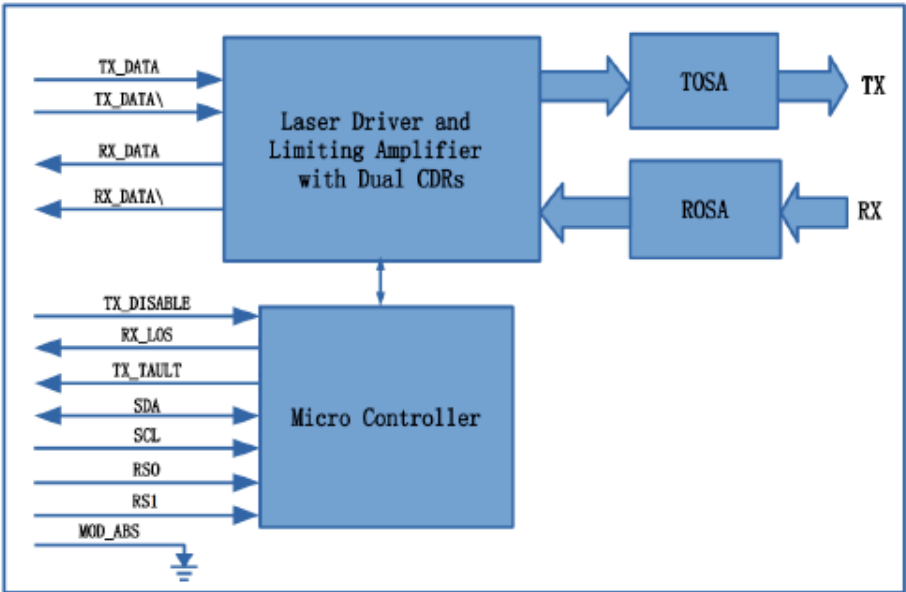 TX_DATA
TX_DATA\
RX_DATA
RX_DATA\
Laser Driver and
Limiting Amplifier
with Dual CDRs
TOSA
TX
ROSA
RX
TX_DISABLE
RX_LOS
TX_TAULT
SDA
SCL
RS0
RS1
MOD_ABS
Micro Controller